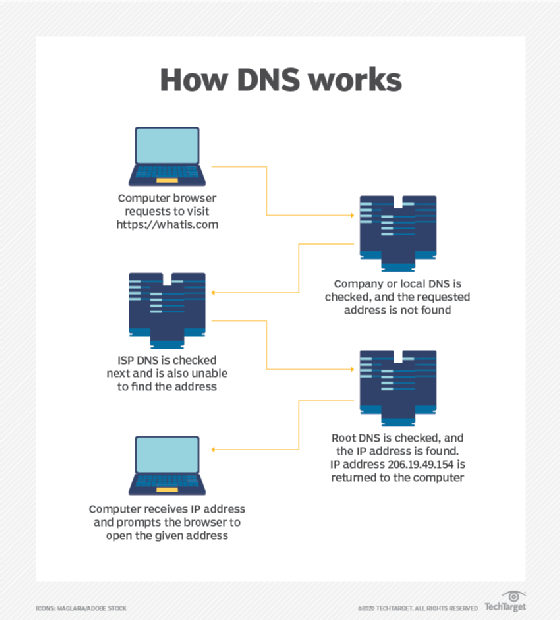 How DNS works
Computer browser
requests to visit
https://whatis.com
Company or local DNS is
checked, and the requested
address is not found
ISP DNS is checked
next and is also unable
to find the address
Root DNS is checked, and
the IP address is found.
IP address 206.19.49.154 is
returned to the computer
Computer receives IP address
and prompts the browser to
open the given address
ICONS: MAGLARA/ADOBE STOCK
©2020 TECHTARGET. ALL RIGHTS RESERVED TechTarget